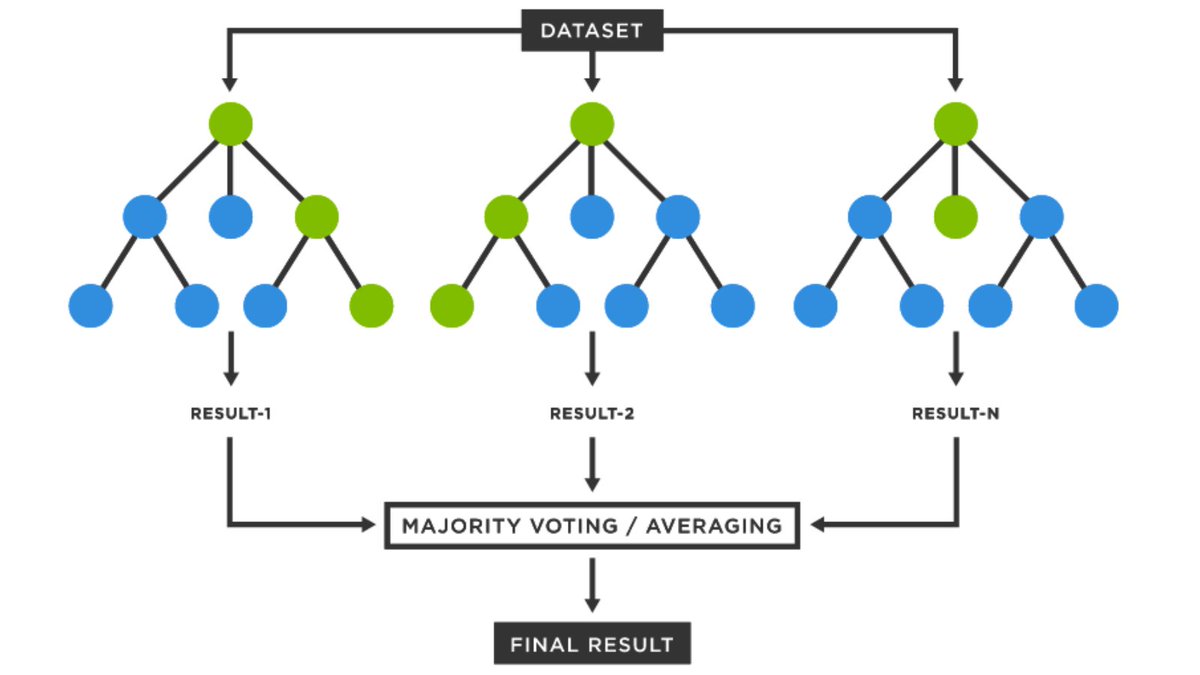 DATASET
RESULT-1
RESULT-2
RESULT-N
MAJORITY VOTING / AVERAGING
FINAL RESULT